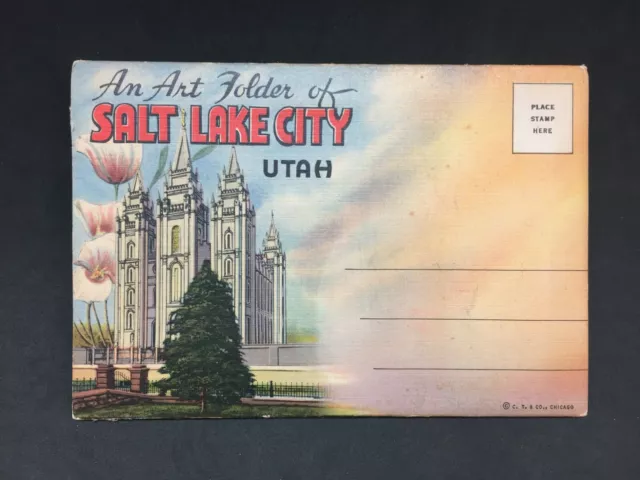 An Art Folder of
SALT LAKE CITY
UTAH
PLACE
STAMP
HERE
© C. T. & CO., CHICAGO